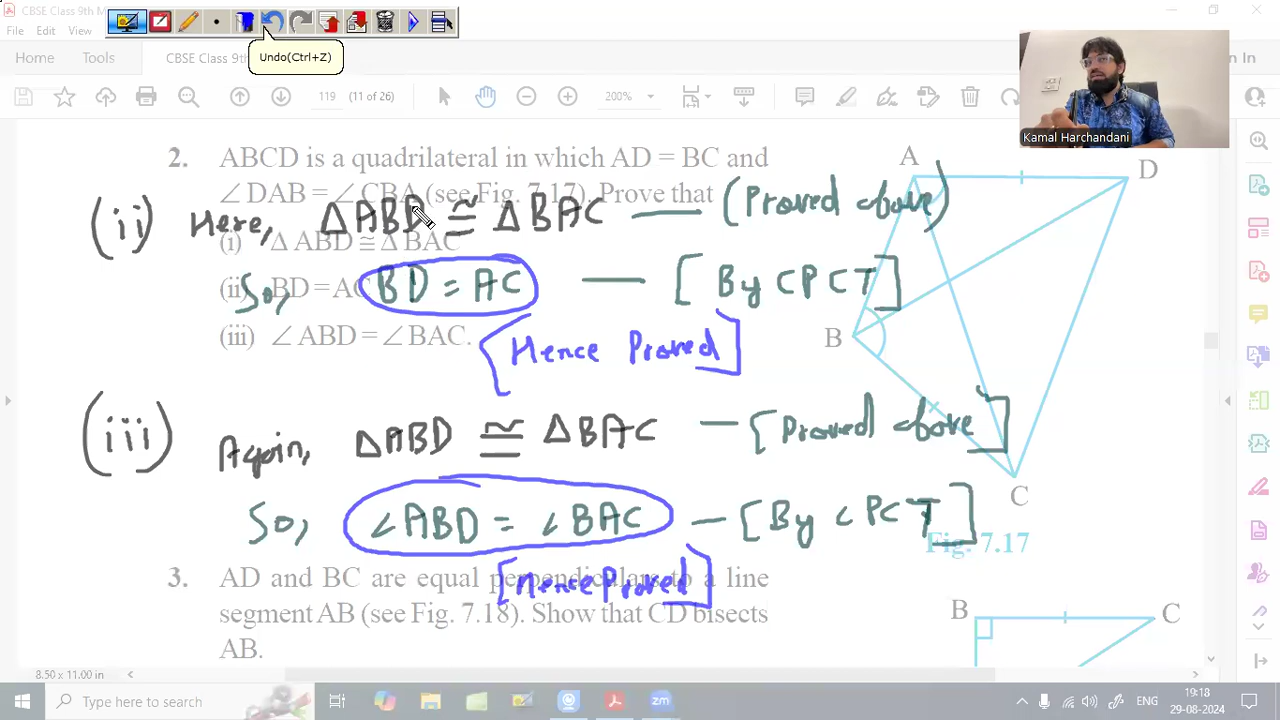 CBSE Class 9th M
File Edit View
Undo(Ctrl+Z)
Home Tools CBSE Class 9th
119 (11 of 26) 200%
Kamal Harchandani
2. ABCD is a quadrilateral in which AD = BC and
∠ DAB = ∠ CBA (see Fig. 7.17). Prove that
(i) Δ ABD ≅ Δ BAC
(ii) BD = AC
(iii) ∠ ABD = ∠ BAC.
(ii) Here, ΔABD ≅ ΔBAC — (Proved above)
So, BD = AC — [By CPCT]
[Hence Proved]
(iii) Again, ΔABD ≅ ΔBAC — [Proved above]
So, ∠ABD = ∠BAC — [By CPCT]
[Hence Proved]
A D
B
C
Fig. 7.17
3. AD and BC are equal perpendiculars to a line
segment AB (see Fig. 7.18). Show that CD bisects
AB.
B C
8.50 x 11.00 in
Type here to search
zm
ENG
19:18
29-08-2024